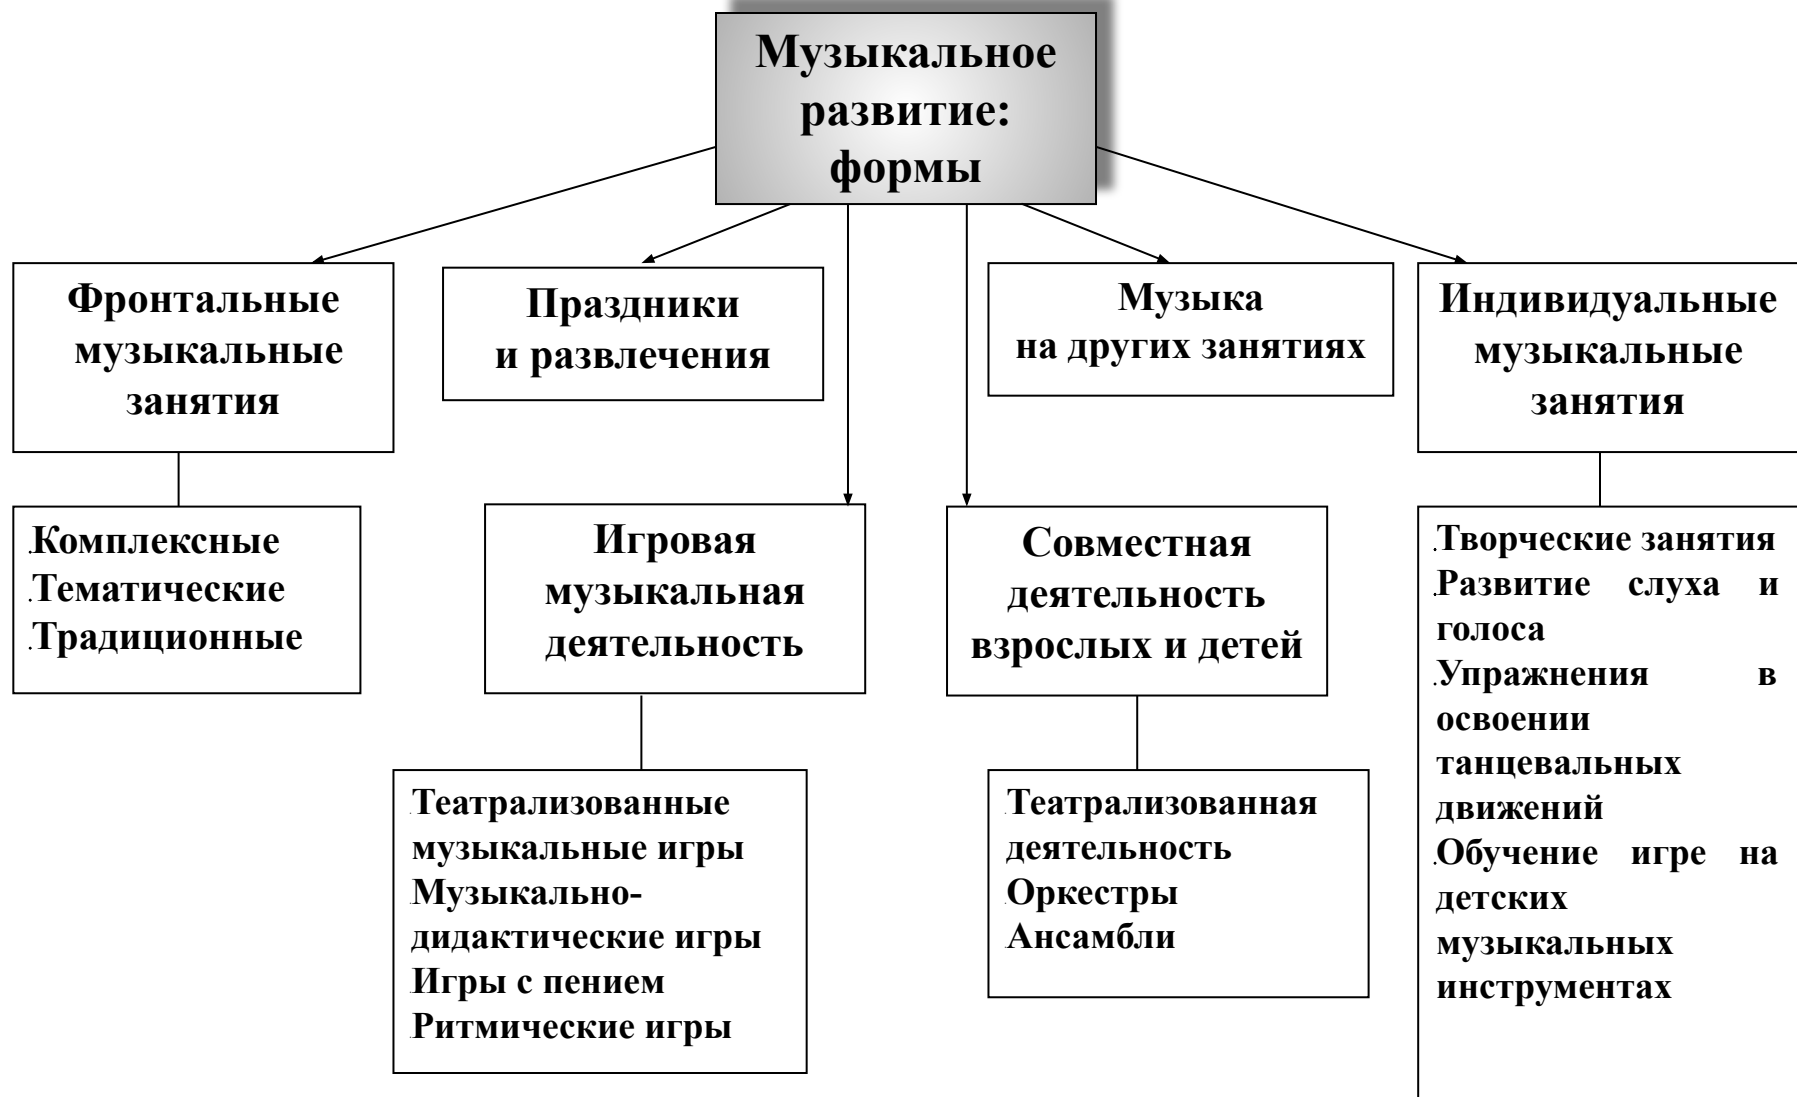 Музыкальное
развитие:
формы
Фронтальные
музыкальные
занятия
Праздники
и развлечения
Музыка
на других занятиях
Индивидуальные
музыкальные
занятия
.Комплексные
.Тематические
.Традиционные
Игровая
музыкальная
деятельность
Совместная
деятельность
взрослых и детей
.Творческие занятия
.Развитие слуха и
голоса
.Упражнения в
освоении
танцевальных
движений
.Обучение игре на
детских
музыкальных
инструментах
.Театрализованные
музыкальные игры
.Музыкально-
дидактические игры
.Игры с пением
.Ритмические игры
.Театрализованная
деятельность
.Оркестры
.Ансамбли